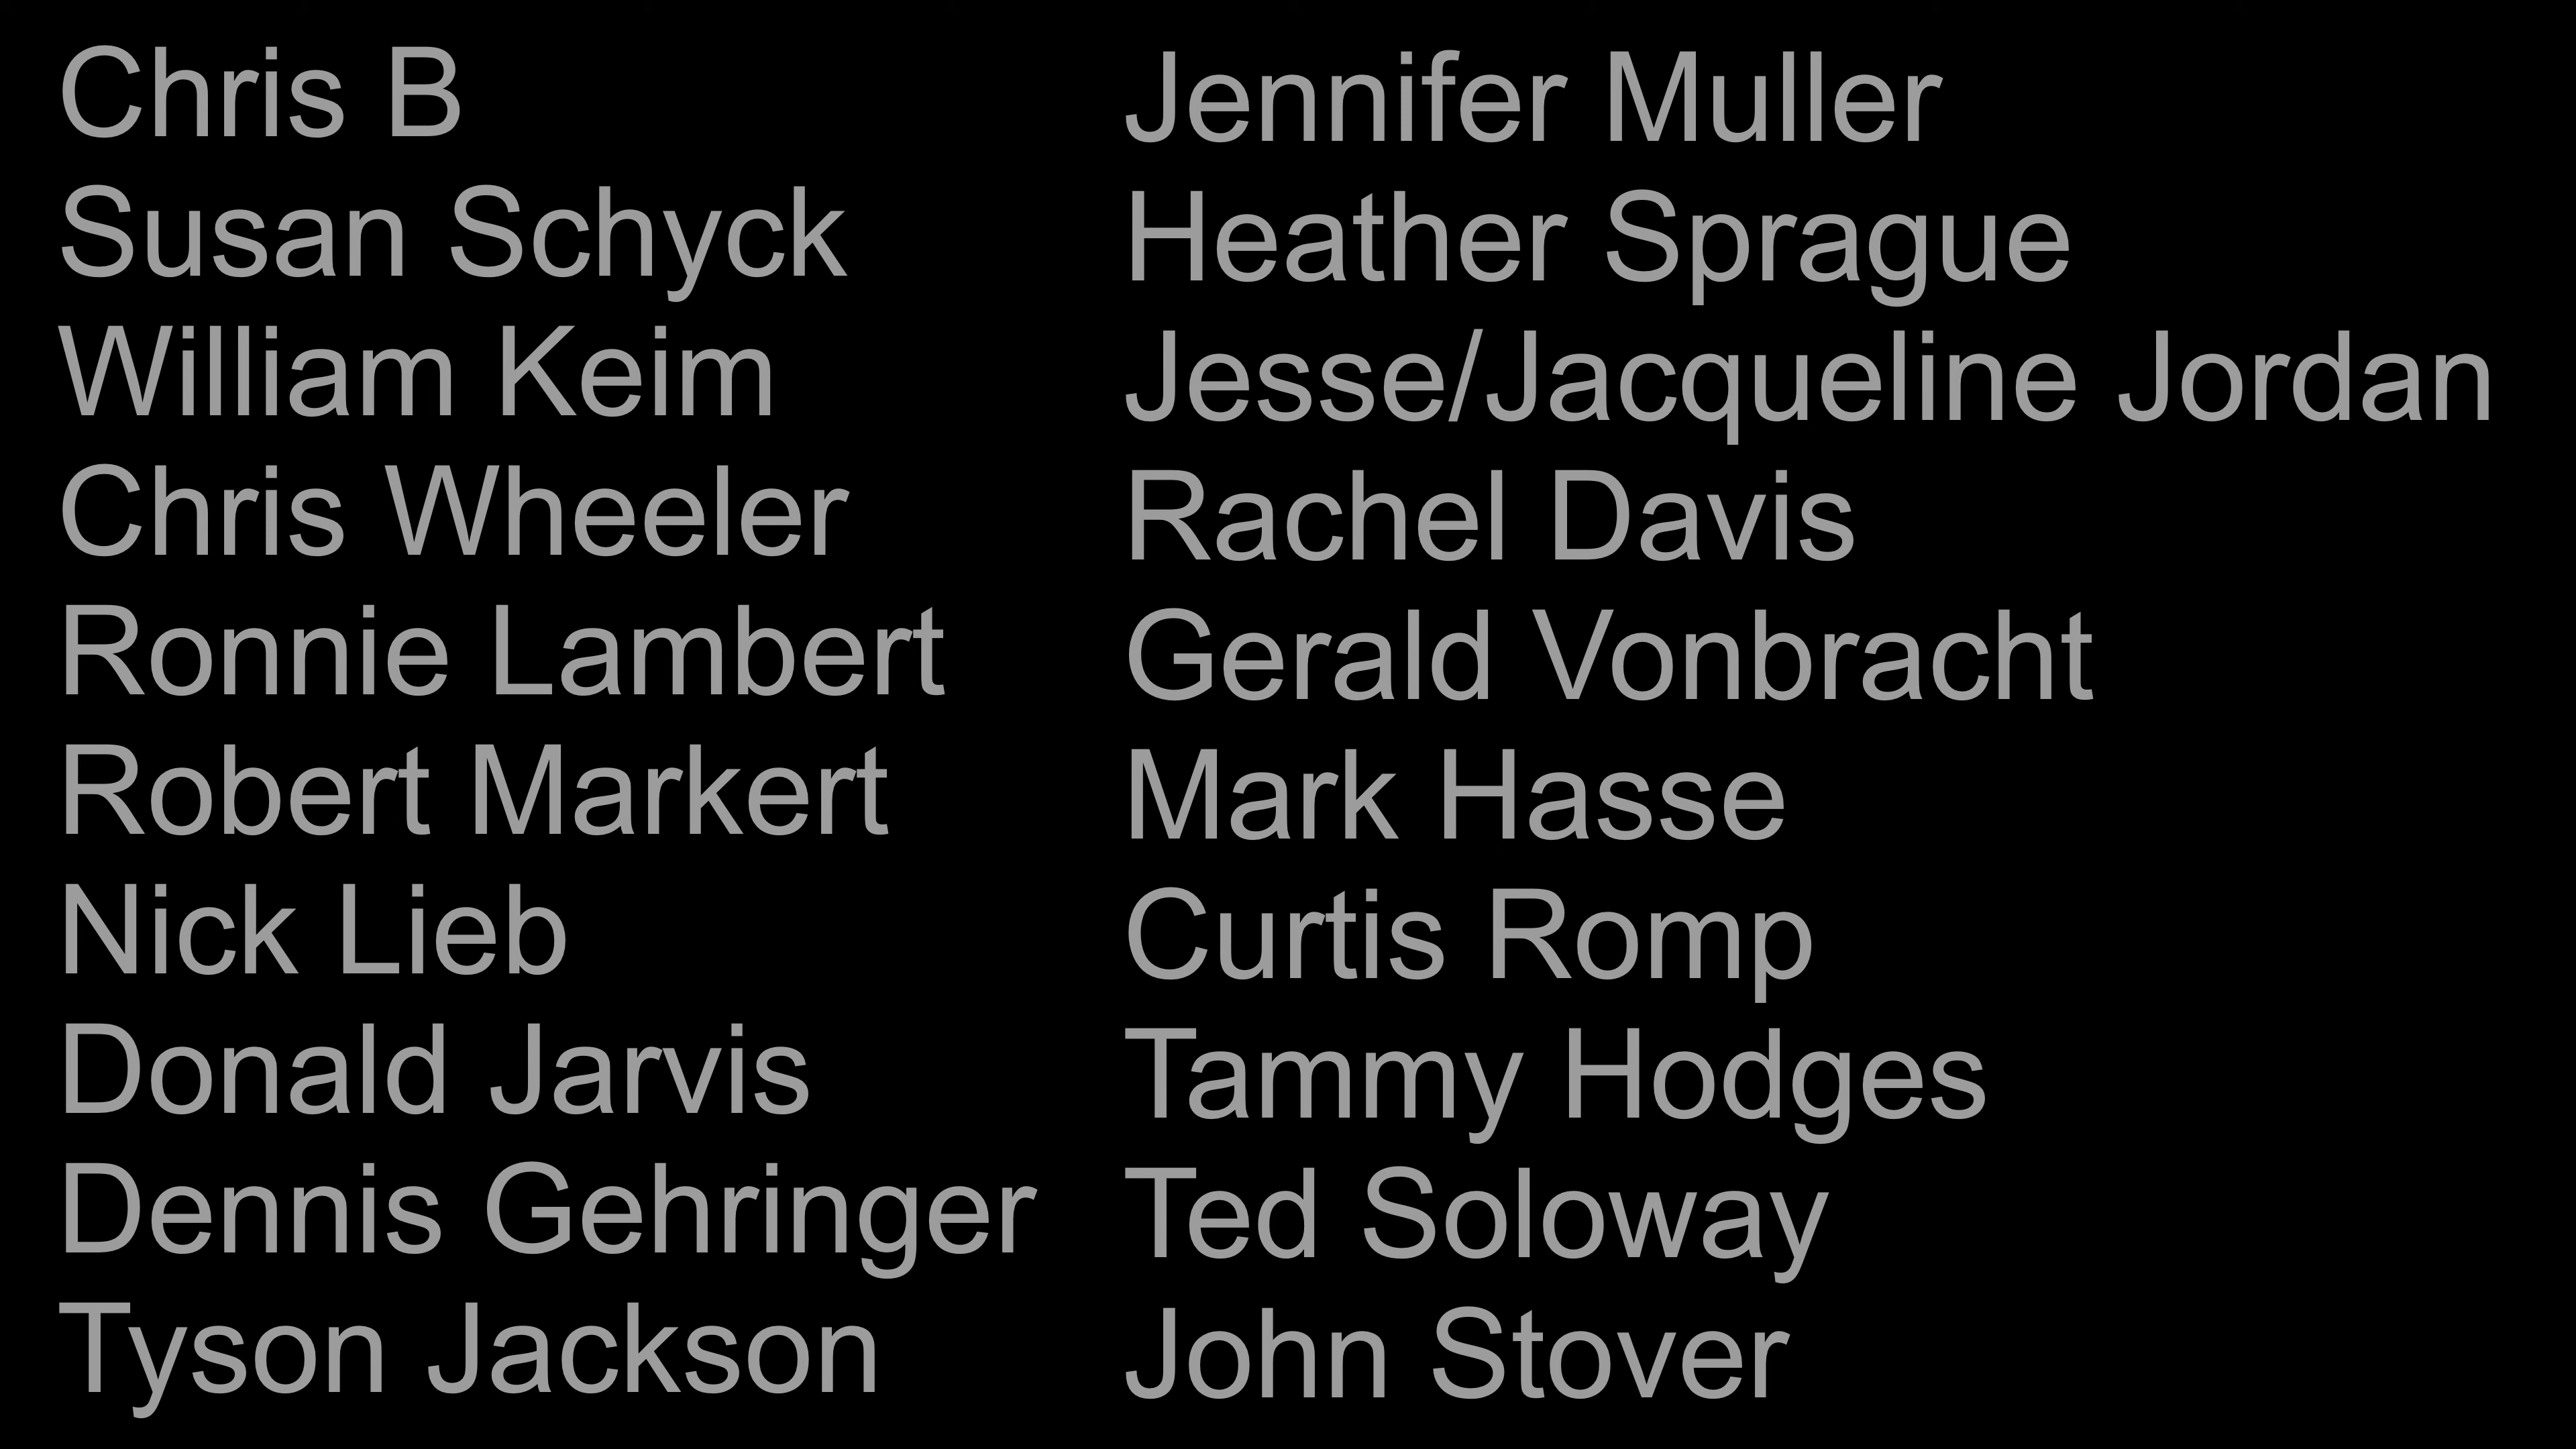 Chris B
Susan Schyck
William Keim
Chris Wheeler
Ronnie Lambert
Robert Markert
Nick Lieb
Donald Jarvis
Dennis Gehringer
Tyson Jackson
Jennifer Muller
Heather Sprague
Jesse/Jacqueline Jordan
Rachel Davis
Gerald Vonbracht
Mark Hasse
Curtis Romp
Tammy Hodges
Ted Soloway
John Stover